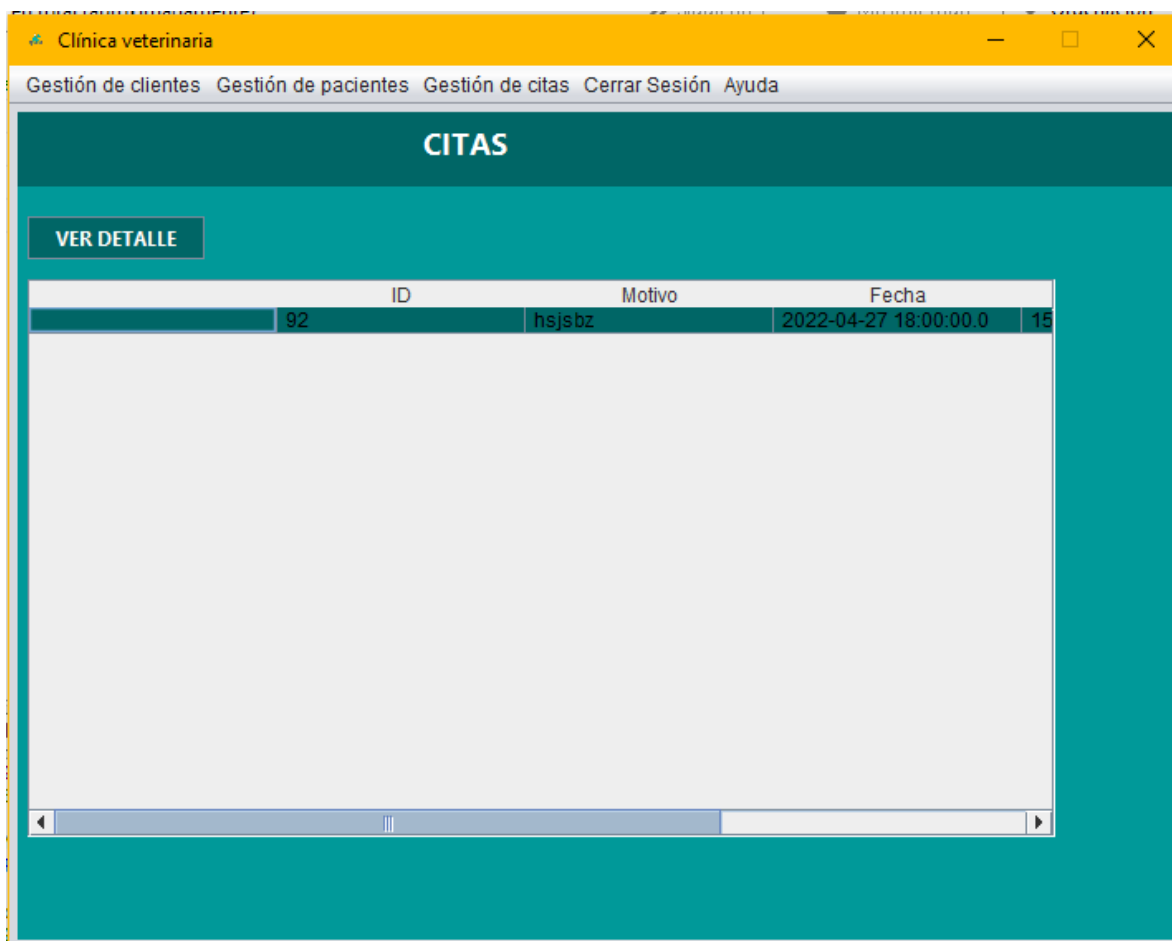 Clínica veterinaria
Gestión de clientes Gestión de pacientes Gestión de citas Cerrar Sesión Ayuda
CITAS
VER DETALLE
ID Motivo Fecha
92 hsjsbz 2022-04-27 18:00:00.0 15